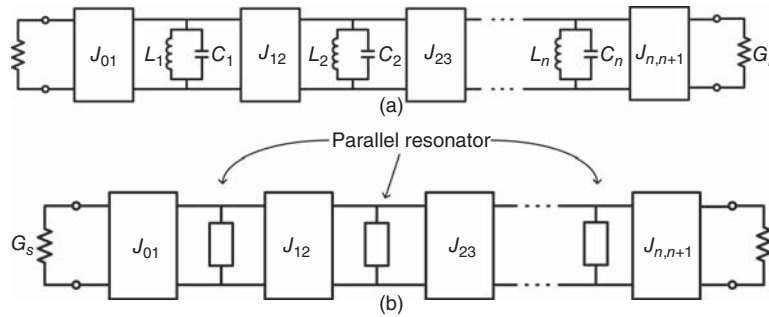 J01 L1 C1 J12 L2 C2 J23 Ln Cn Jn,n+1 G
(a)
Parallel resonator
Gs J01 J12 J23 Jn,n+1
(b)